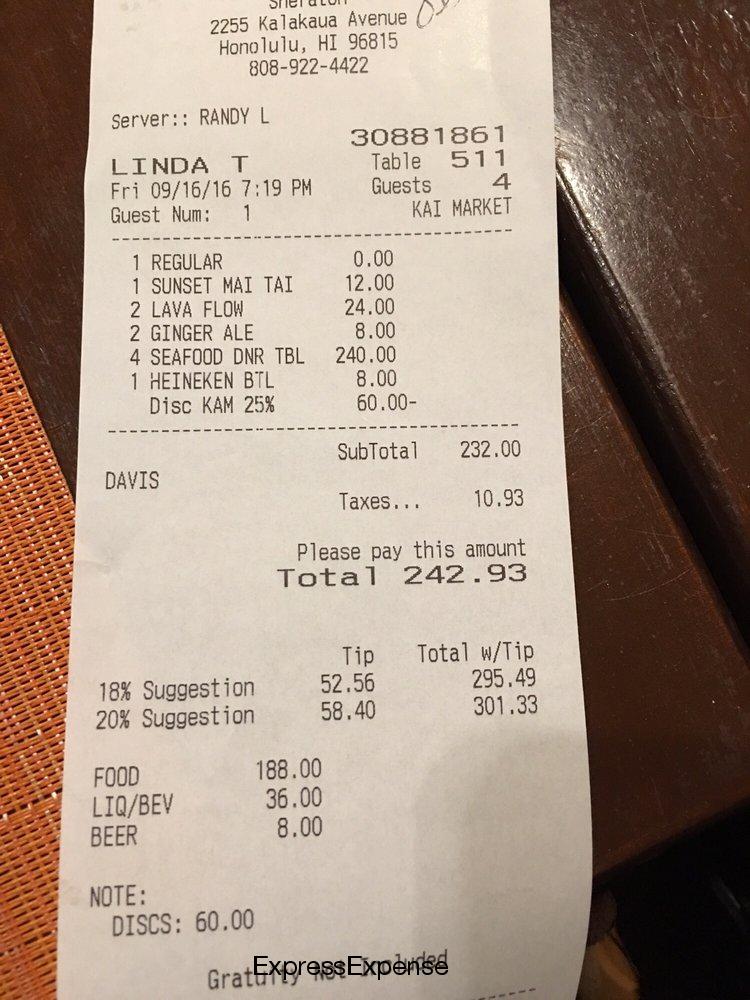 Sheraton
2255 Kalakaua Avenue
Honolulu, HI 96815
808-922-4422
Server:: RANDY L
30881861
LINDA T Table 511
Fri 09/16/16 7:19 PM Guests 4
Guest Num: 1 KAI MARKET
1 REGULAR 0.00
1 SUNSET MAI TAI 12.00
2 LAVA FLOW 24.00
2 GINGER ALE 8.00
4 SEAFOOD DNR TBL 240.00
1 HEINEKEN BTL 8.00
Disc KAM 25% 60.00-
SubTotal 232.00
DAVIS
Taxes... 10.93
Please pay this amount
Total 242.93
Tip Total w/Tip
18% Suggestion 52.56 295.49
20% Suggestion 58.40 301.33
FOOD 188.00
LIQ/BEV 36.00
BEER 8.00
NOTE:
DISCS: 60.00
Gratuity Not Included
ExpressExpense